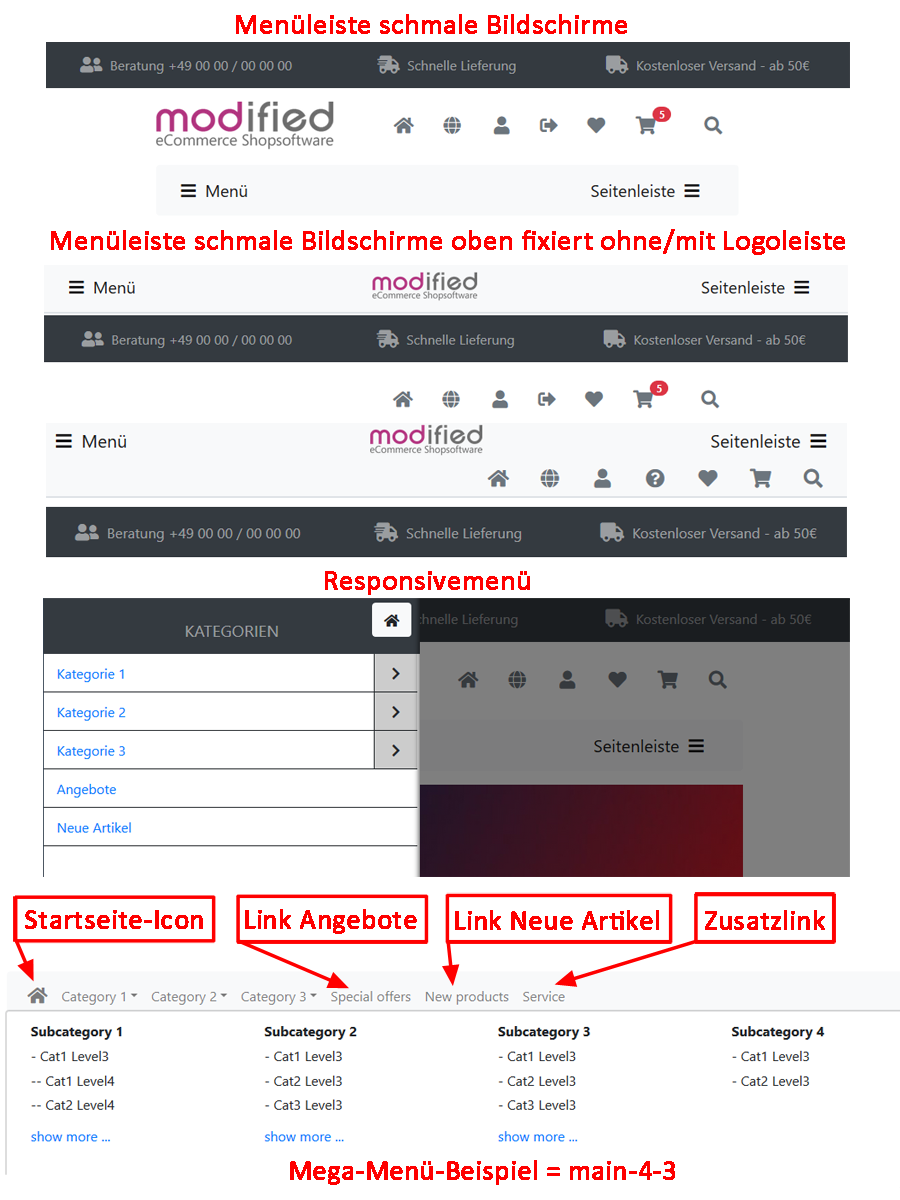 Menüleiste schmale Bildschirme
Beratung +49 00 00 / 00 00 00 Schnelle Lieferung Kostenloser Versand - ab 50€
modified
eCommerce Shopsoftware
5
Menü Seitenleiste
Menüleiste schmale Bildschirme oben fixiert ohne/mit Logoleiste
Menü modified Seitenleiste
eCommerce Shopsoftware
Beratung +49 00 00 / 00 00 00 Schnelle Lieferung Kostenloser Versand - ab 50€
5
Menü modified Seitenleiste
eCommerce Shopsoftware
Beratung +49 00 00 / 00 00 00 Schnelle Lieferung Kostenloser Versand - ab 50€
Responsivemenü
KATEGORIEN chnelle Lieferung Kostenloser Versand - ab 50€
Kategorie 1
Kategorie 2
Kategorie 3 Seitenleiste
Angebote
Neue Artikel
Startseite-Icon Link Angebote Link Neue Artikel Zusatzlink
Category 1 Category 2 Category 3 Special offers New products Service
Subcategory 1 Subcategory 2 Subcategory 3 Subcategory 4
- Cat1 Level3 - Cat1 Level3 - Cat1 Level3 - Cat1 Level3
-- Cat1 Level4 - Cat2 Level3 - Cat2 Level3 - Cat2 Level3
-- Cat2 Level4 - Cat3 Level3 - Cat3 Level3
show more ... show more ... show more ...
Mega-Menü-Beispiel = main-4-3